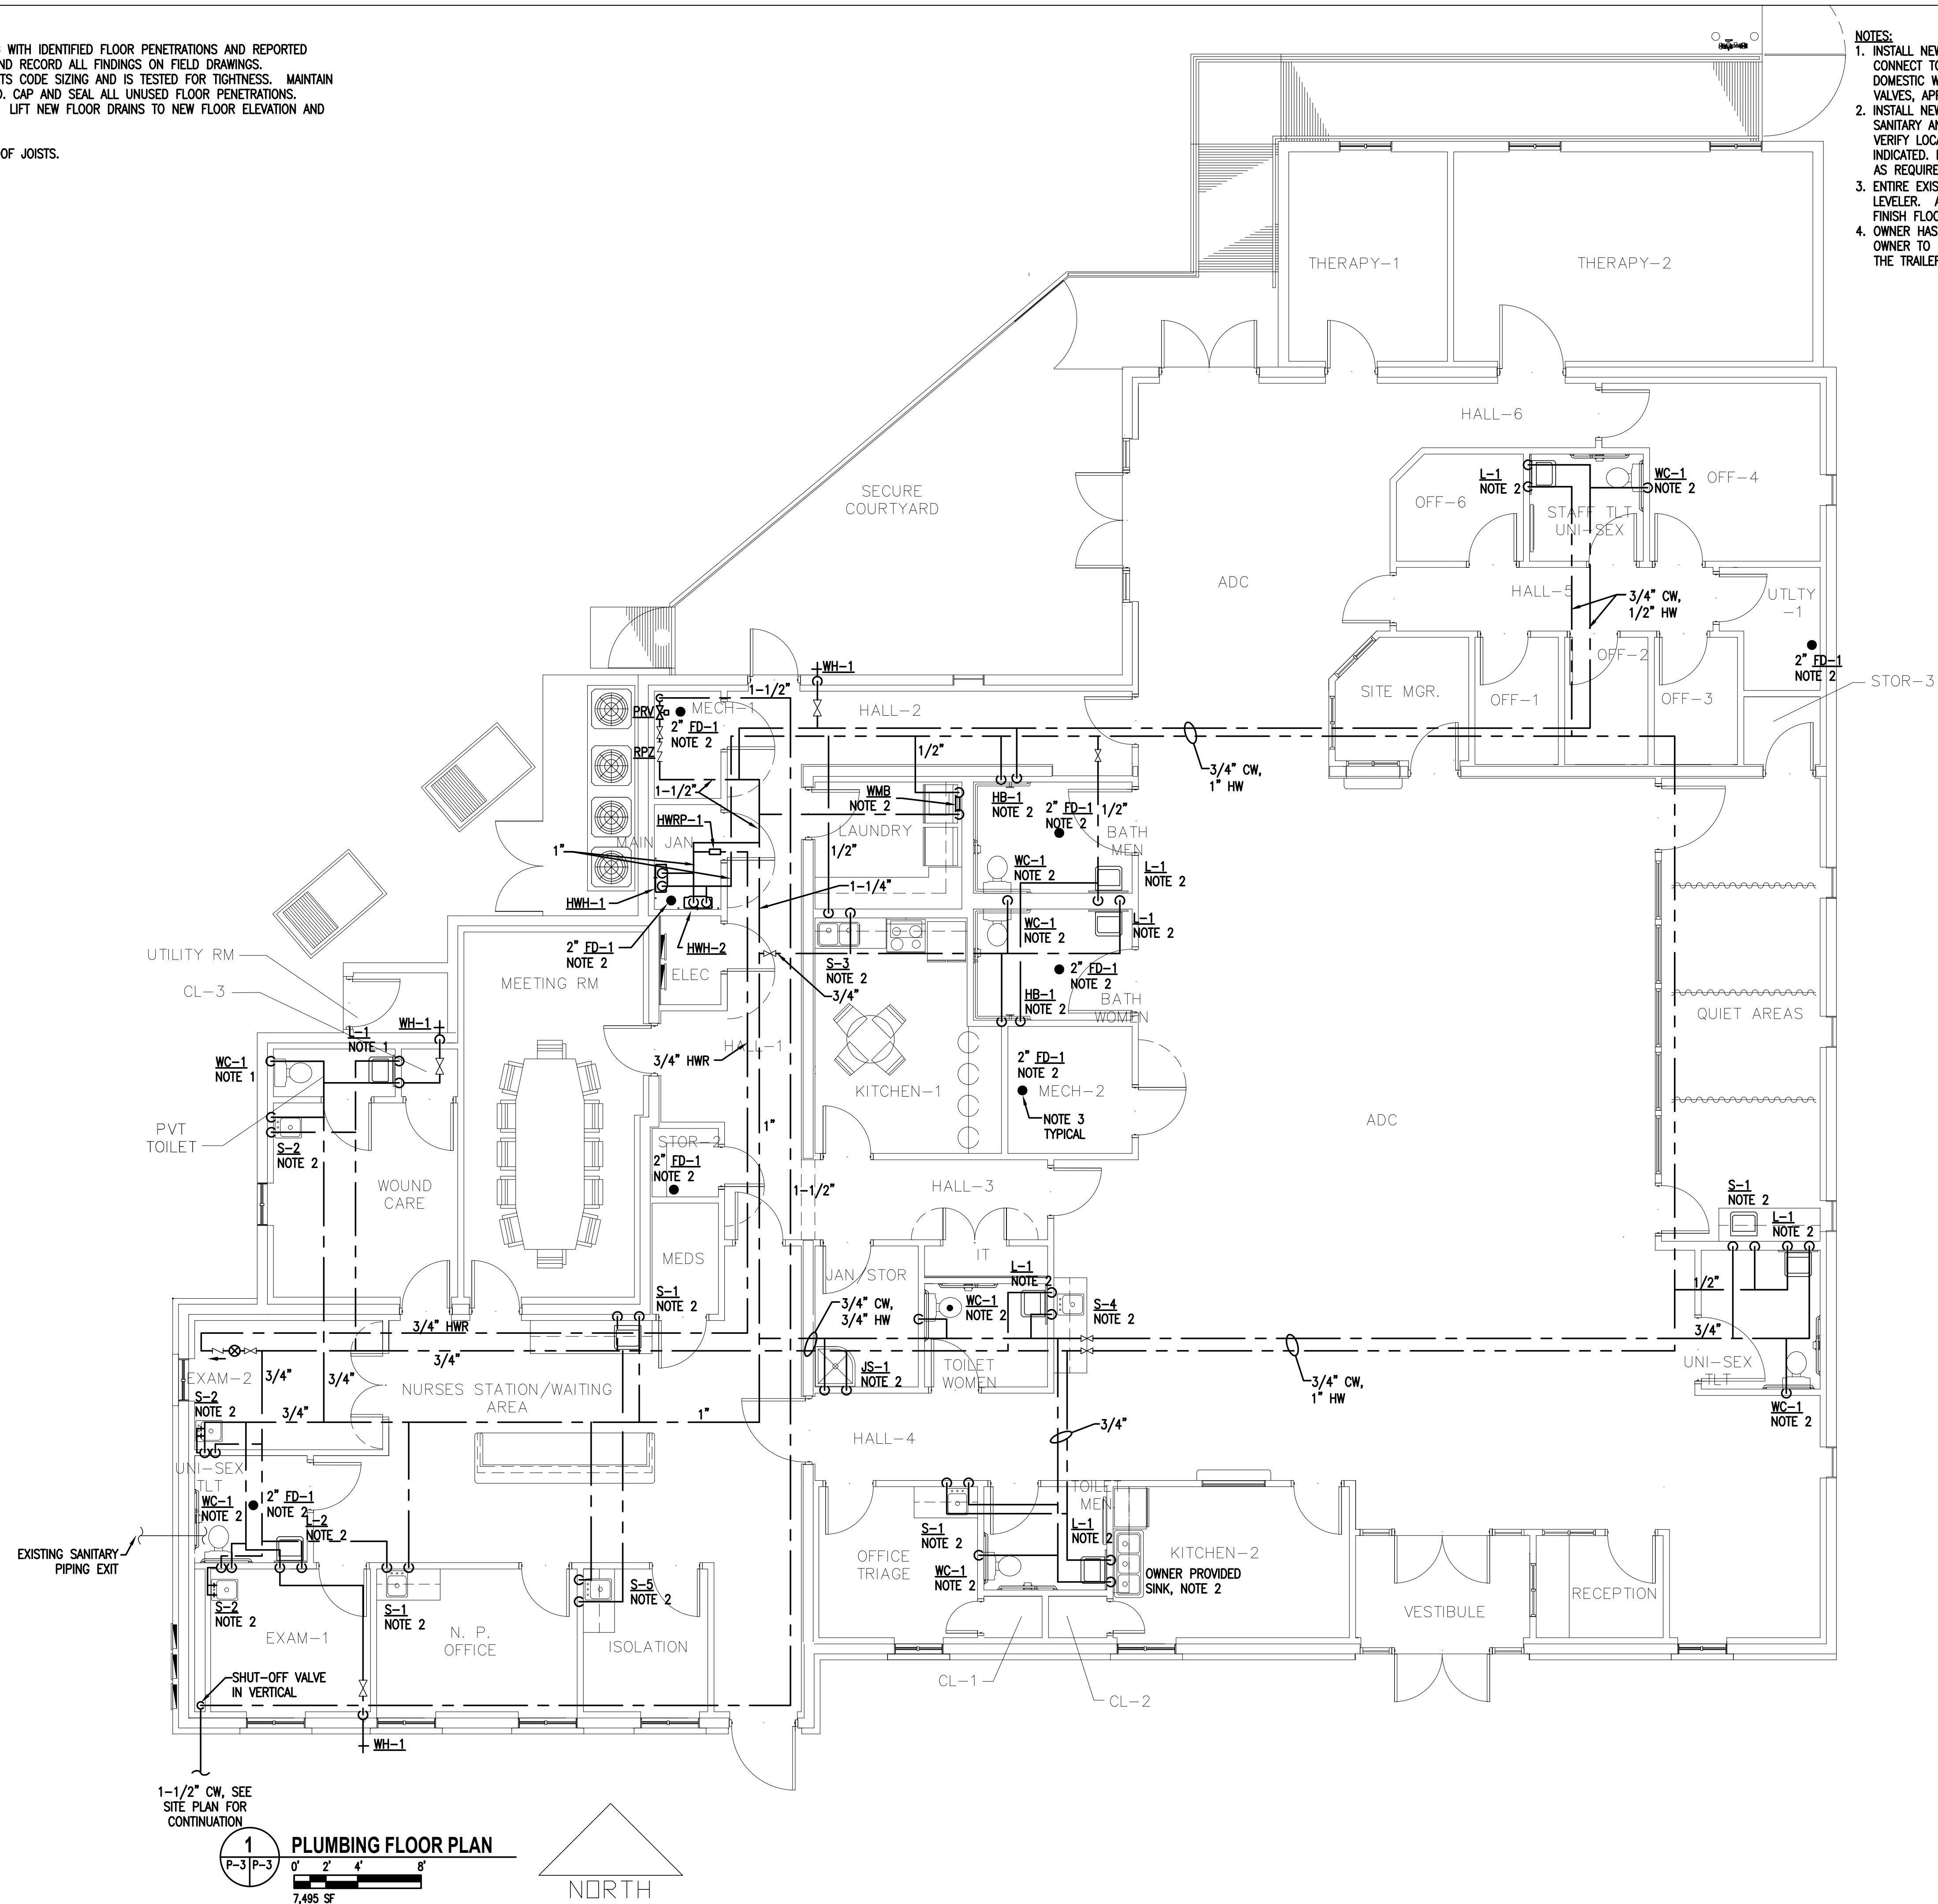 WITH IDENTIFIED FLOOR PENETRATIONS AND REPORTED
ND RECORD ALL FINDINGS ON FIELD DRAWINGS.
TS CODE SIZING AND IS TESTED FOR TIGHTNESS. MAINTAIN
CAP AND SEAL ALL UNUSED FLOOR PENETRATIONS.
LIFT NEW FLOOR DRAINS TO NEW FLOOR ELEVATION AND
OF JOISTS.
NOTES:
1. INSTALL NEW
CONNECT TO
DOMESTIC W
VALVES, APP
2. INSTALL NEW
SANITARY AN
VERIFY LOCA
INDICATED.
AS REQUIRE
3. ENTIRE EXIS
LEVELER.
FINISH FLOO
4. OWNER HAS
OWNER TO
THE TRAILER
THERAPY-1
THERAPY-2
HALL-6
SECURE
COURTYARD
L-1
NOTE 2
WC-1
NOTE 2
OFF-4
OFF-6
STAFF TLT
UNI-SEX
ADC
HALL-5
3/4" CW,
1/2" HW
UTLTY
-1
2" FD-1
NOTE 2
STOR-3
OFF-2
SITE MGR.
OFF-1
OFF-3
WH-1
1-1/2"
PRV
MECH-1
2" FD-1
NOTE 2
RPZ
HALL-2
1/2"
3/4" CW,
1" HW
1-1/2"
WMB
NOTE 2
HB-1
NOTE 2
2" FD-1
NOTE 2
1/2"
BATH
MEN
HWRP-1
MAIN JAN
LAUNDRY
1"
1/2"
WC-1
NOTE 2
L-1
NOTE 2
1-1/4"
HWH-1
HWH-2
2" FD-1
NOTE 2
ELEC
WC-1
NOTE 2
L-1
NOTE 2
S-3
NOTE 2
2" FD-1
NOTE 2
HB-1
NOTE 2
BATH
WOMEN
3/4"
UTILITY RM
CL-3
MEETING RM
QUIET AREAS
WH-1
L-1
NOTE 1
WC-1
NOTE 1
HALL-1
3/4" HWR
2" FD-1
NOTE 2
KITCHEN-1
MECH-2
NOTE 3
TYPICAL
ADC
PVT
TOILET
S-2
NOTE 2
1"
STOR-2
2" FD-1
NOTE 2
WOUND
CARE
1-1/2"
HALL-3
S-1
NOTE 2
L-1
NOTE 2
MEDS
IT
JAN/STOR
L-1
NOTE 2
S-1
NOTE 2
3/4" CW,
3/4" HW
WC-1
NOTE 2
S-4
NOTE 2
1/2"
3/4" HWR
3/4"
3/4"
EXAM-2
3/4"
3/4"
NURSES STATION/WAITING
AREA
JS-1
NOTE 2
TOILET
WOMEN
3/4" CW,
1" HW
UNI-SEX
TLT
WC-1
NOTE 2
S-2
NOTE 2
3/4"
1"
HALL-4
3/4"
UNI-SEX
TLT
WC-1
NOTE 2
2" FD-1
NOTE 2
L-2
NOTE 2
TOILET
MEN
EXISTING SANITARY
PIPING EXIT
S-1
NOTE 2
L-1
NOTE 2
OFFICE
TRIAGE
WC-1
NOTE 2
KITCHEN-2
OWNER PROVIDED
SINK, NOTE 2
S-2
NOTE 2
S-1
NOTE 2
S-5
NOTE 2
EXAM-1
N. P.
OFFICE
ISOLATION
VESTIBULE
RECEPTION
SHUT-OFF VALVE
IN VERTICAL
CL-1
CL-2
WH-1
1-1/2" CW, SEE
SITE PLAN FOR
CONTINUATION
1
P-3 P-3
PLUMBING FLOOR PLAN
0' 2' 4' 8'
7,495 SF
NORTH